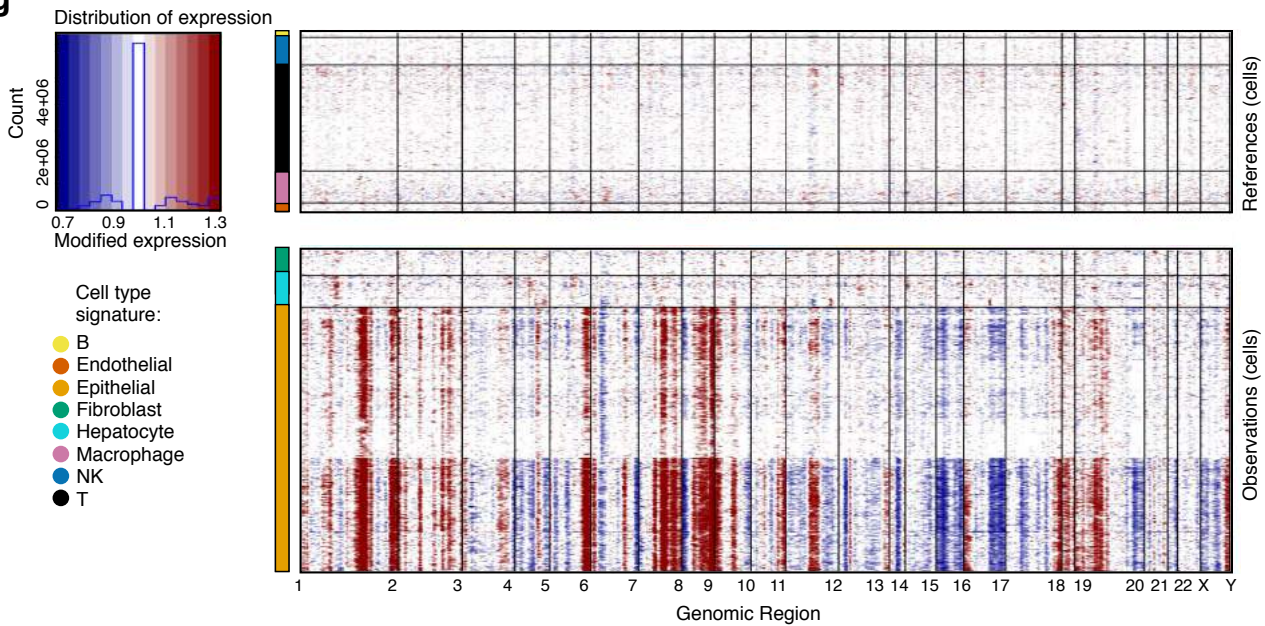 Distribution of expression
Count
0 2e+06 4e+06
0.7 0.9 1.1 1.3
Modified expression
Cell type
signature:
B
Endothelial
Epithelial
Fibroblast
Hepatocyte
Macrophage
NK
T
References (cells)
Observations (cells)
1 2 3 4 5 6 7 8 9 10 11 12 13 14 15 16 17 18 19 20 21 22 X Y
Genomic Region